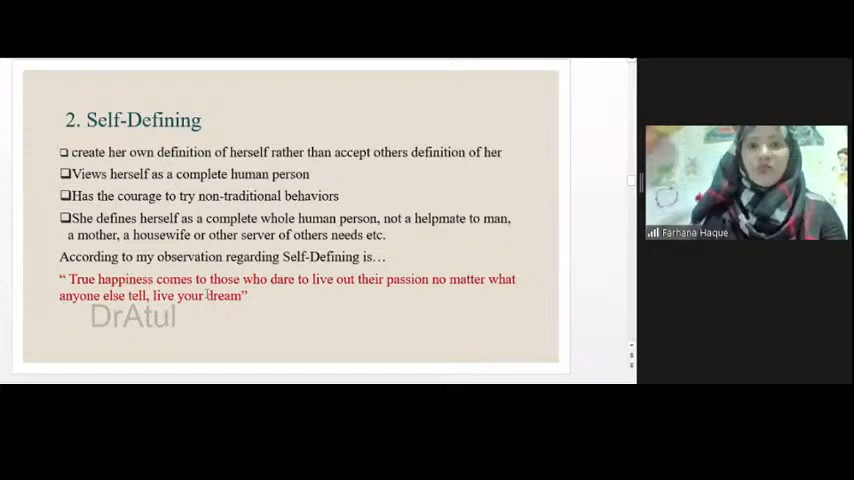 2. Self-Defining
create her own definition of herself rather than accept others definition of her
Views herself as a complete human person
Has the courage to try non-traditional behaviors
She defines herself as a complete whole human person, not a helpmate to man,
a mother, a housewife or other server of others needs etc.
According to my observation regarding Self-Defining is…
“ True happiness comes to those who dare to live out their passion no matter what
anyone else tell, live your dream”
DrAtul
Farhana Haque